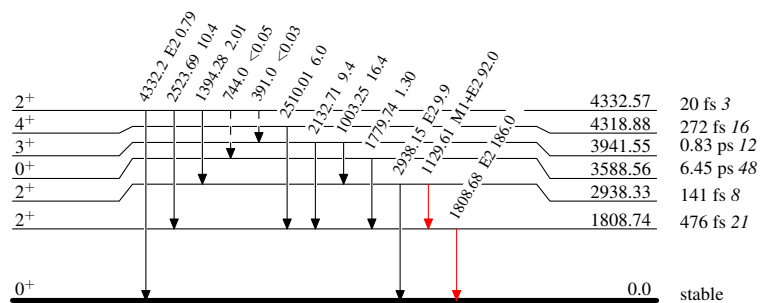 4332.2 E2 0.79
2523.69 10.4
1394.28 2.01
744.0 <0.05
391.0 <0.03
2510.01 6.0
2132.71 9.4
1003.25 16.4
1779.74 1.30
2938.15 E2 9.9
1129.61 M1+E2 92.0
1808.68 E2 186.0
2+ 4332.57 20 fs 3
4+ 4318.88 272 fs 16
3+ 3941.55 0.83 ps 12
0+ 3588.56 6.45 ps 48
2+ 2938.33 141 fs 8
2+ 1808.74 476 fs 21
0+ 0.0 stable